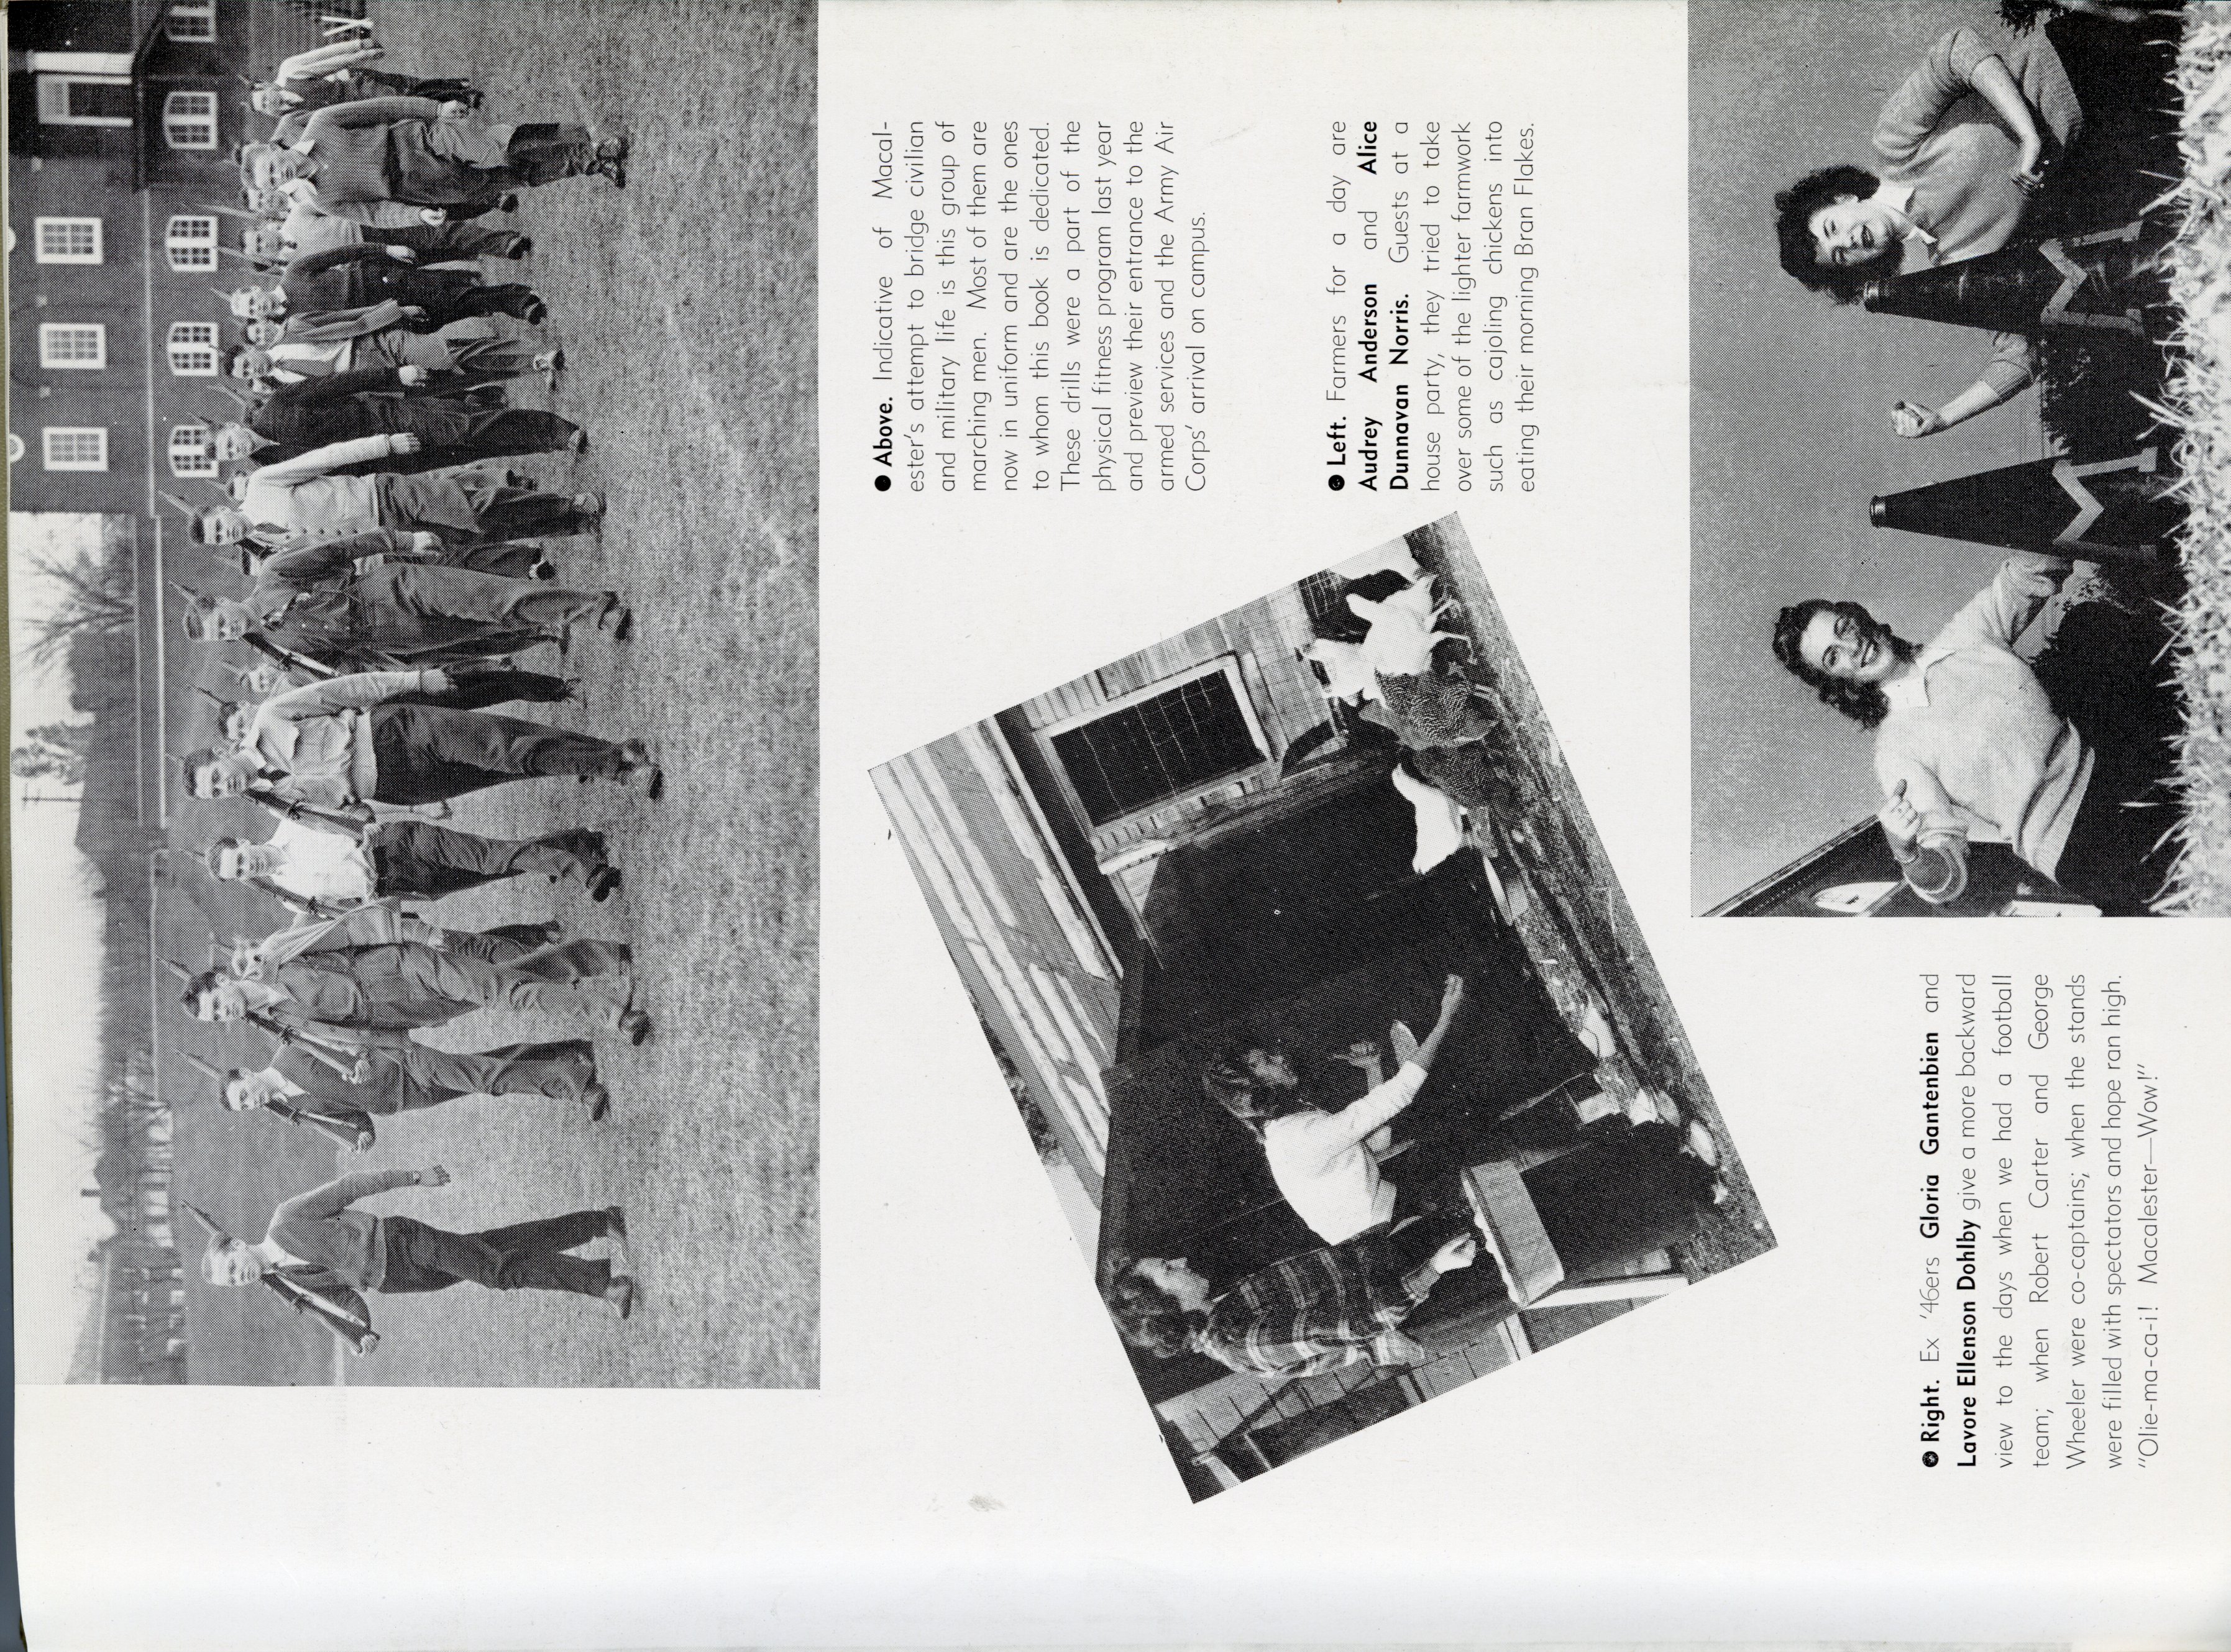 ● Above. Indicative of Macal-
ester's attempt to bridge civilian
and military life is this group of
marching men. Most of them are
now in uniform and are the ones
to whom this book is dedicated.
These drills were a part of the
physical fitness program last year
and preview their entrance to the
armed services and the Army Air
Corps' arrival on campus.
● Left. Farmers for a day are
Audrey Anderson and Alice
Dunnavan Norris. Guests at a
house party, they tried to take
over some of the lighter farmwork
such as cajoling chickens into
eating their morning Bran Flakes.
● Right. Ex '46ers Gloria Gantenbien and
Lavore Ellenson Dohlby give a more backward
view to the days when we had a football
team; when Robert Carter and George
Wheeler were co-captains; when the stands
were filled with spectators and hope ran high.
"Olie-ma-ca-i! Macalester—Wow!"
M
M